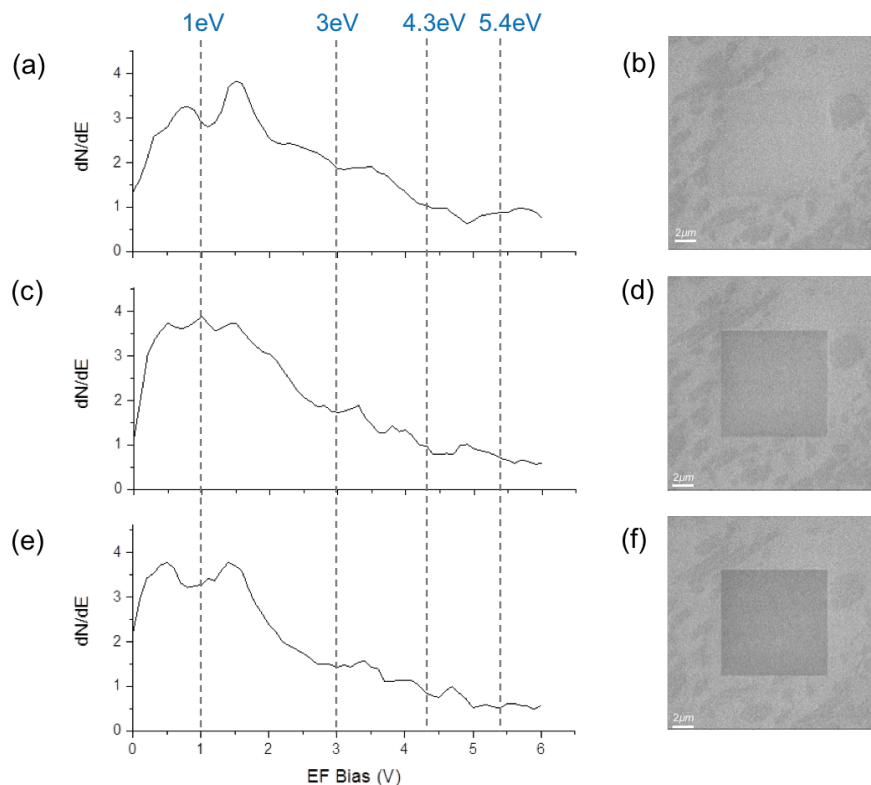 1eV 3eV 4.3eV 5.4eV
(a)
4
3
2
1
0
dN/dE
(b)
2μm
(c)
4
3
2
1
0
dN/dE
(d)
2μm
(e)
4
3
2
1
0
dN/dE
0 1 2 3 4 5 6
EF Bias (V)
(f)
2μm